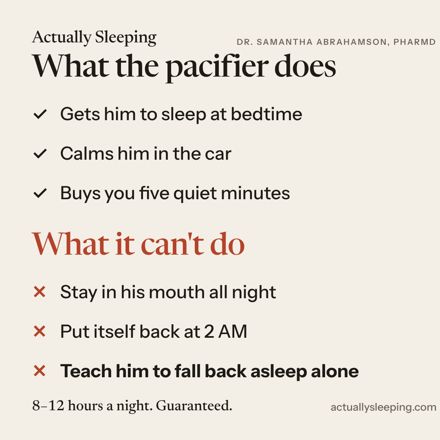 Actually Sleeping
DR. SAMANTHA ABRAHAMSON, PHARMD
What the pacifier does
✓ Gets him to sleep at bedtime
✓ Calms him in the car
✓ Buys you five quiet minutes
What it can't do
✕ Stay in his mouth all night
✕ Put itself back at 2 AM
✕ Teach him to fall back asleep alone
8–12 hours a night. Guaranteed.
actuallysleeping.com